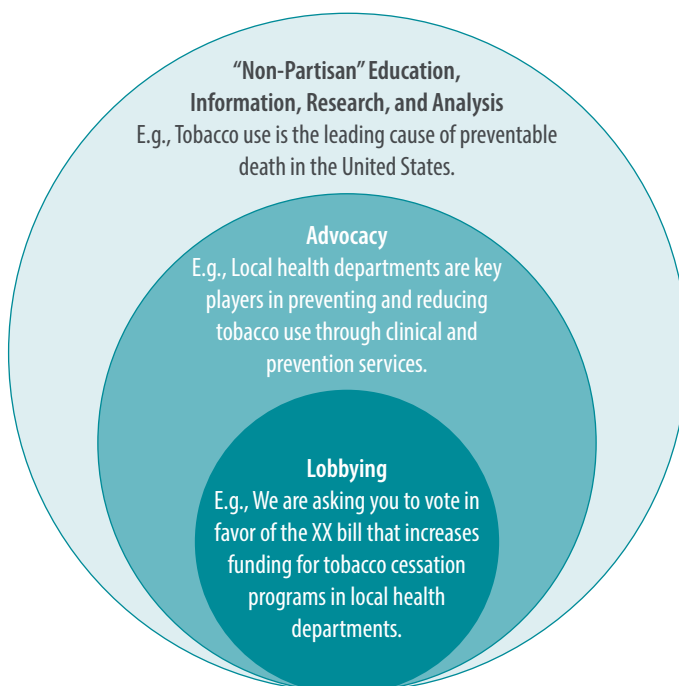 “Non-Partisan” Education,
Information, Research, and Analysis
E.g., Tobacco use is the leading cause of preventable
death in the United States.
Advocacy
E.g., Local health departments are key
players in preventing and reducing
tobacco use through clinical and
prevention services.
Lobbying
E.g., We are asking you to vote in
favor of the XX bill that increases
funding for tobacco cessation
programs in local health
departments.